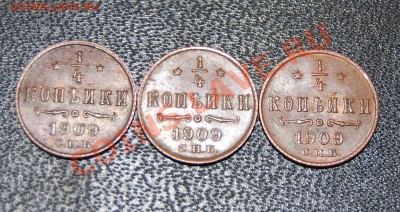 1/4 1/4 1/4
КОПѢЙКИ КОПѢЙКИ КОПѢЙКИ
1909 1909 1909
С.П.Б. С.П.Б. С.П.Б.